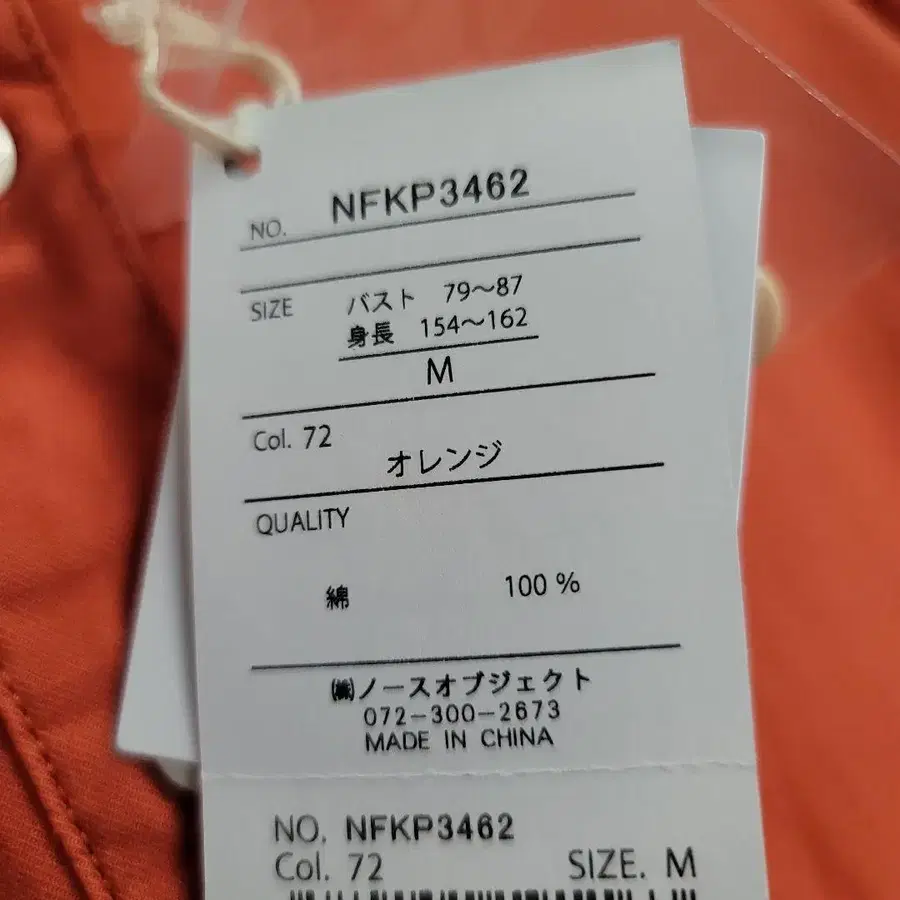 NO. NFKP3462
SIZE バスト 79～87
身長 154～162
M
Col. 72
オレンジ
QUALITY
綿 100 %
㈱ノースオブジェクト
072-300-2673
MADE IN CHINA
NO. NFKP3462
Col. 72 SIZE. M